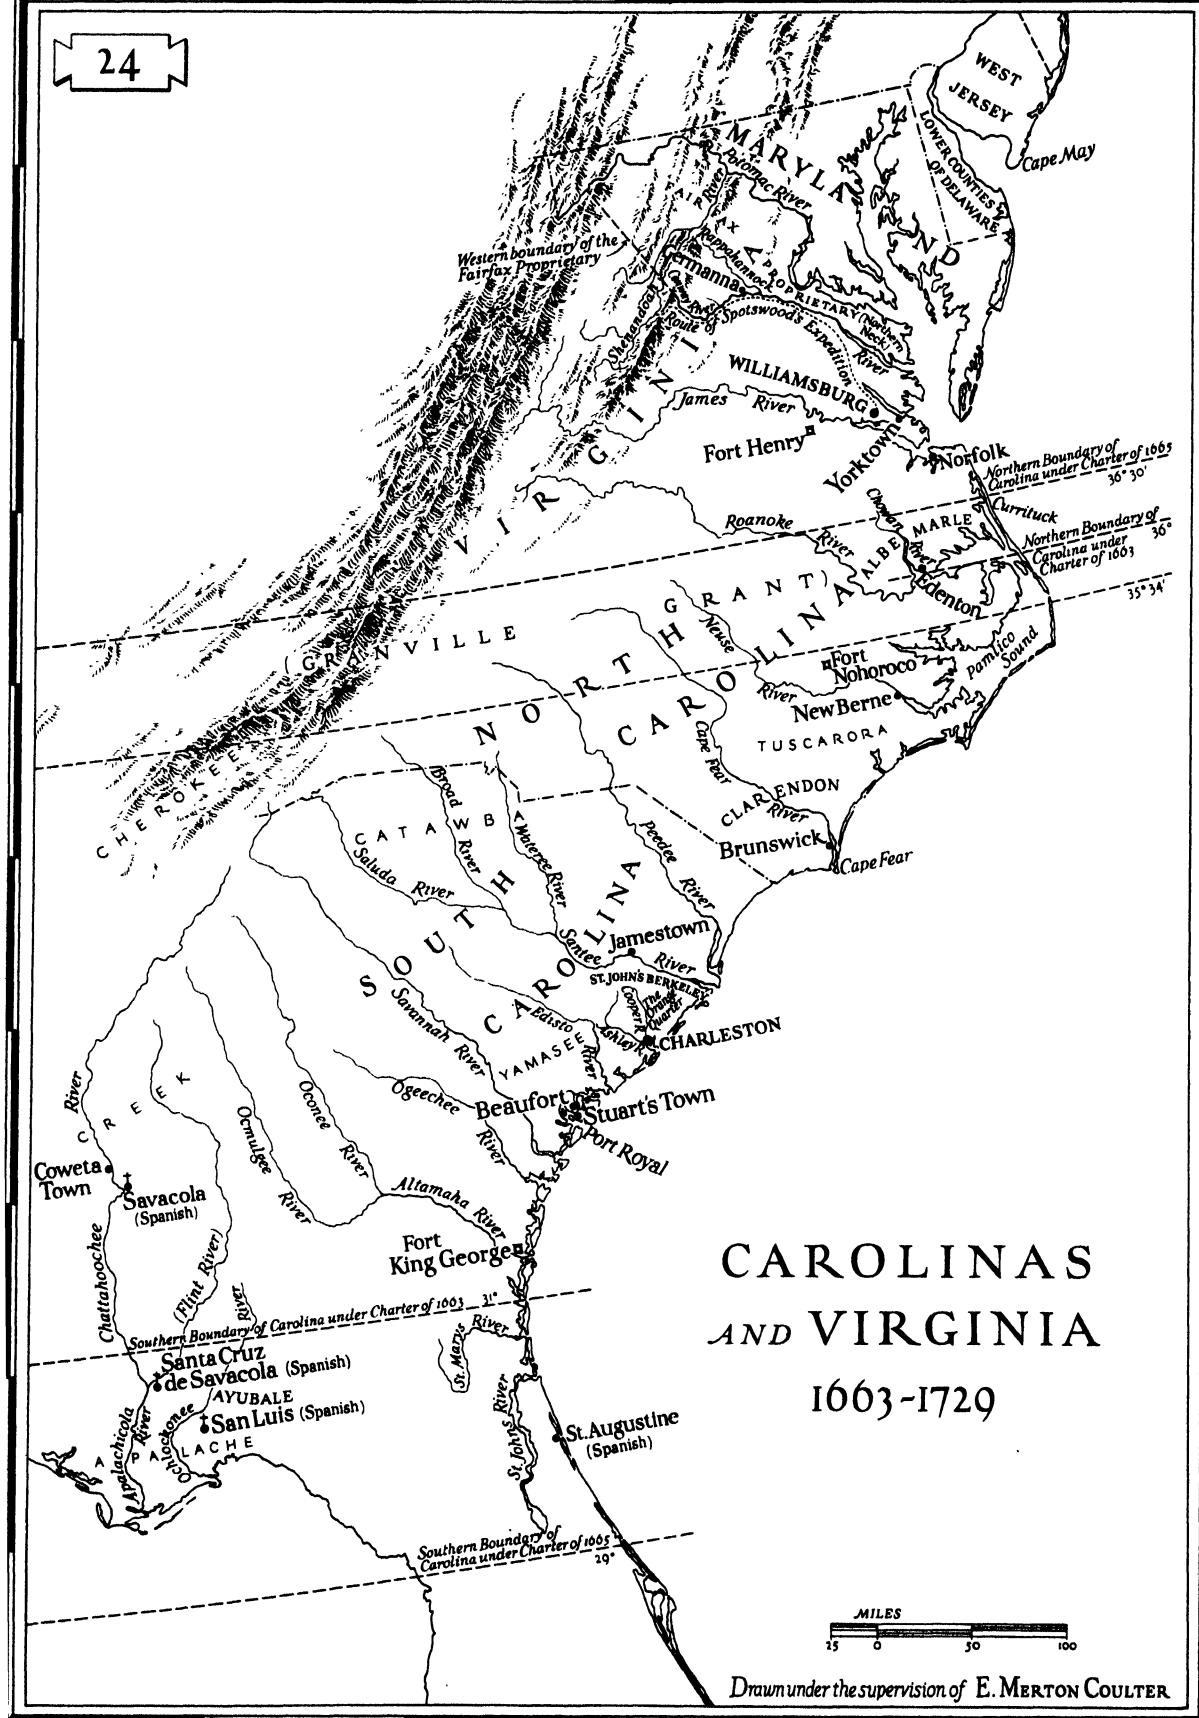 24
WEST
JERSEY
Cape May
LOWER COUNTIES
OF DELAWARE
MARYLAND
Potomac River
River
FAIRFAX PROPRIETARY (Northern
Neck)
Western boundary of the
Fairfax Proprietary
Rappahannock
River
Germanna
Shenandoah
Route of Spotswood's Expedition
VIRGINIA
WILLIAMSBURG
James River
Fort Henry
Yorktown
Norfolk
Northern Boundary of
Carolina under Charter of 1665
36° 30'
Currituck
Northern Boundary of
Carolina under
Charter of 1663
36°
35° 34'
Roanoke River
Chowan River
ALBEMARLE
Edenton
(GRANVILLE GRANT)
Neuse River
Fort
Nohoroco
Pamlico
Sound
New Berne
NORTH CAROLINA
TUSCARORA
Cape Fear River
CLARENDON
Brunswick
Cape Fear
CHEROKEE
CATAWBA
Broad River
Wateree River
Saluda River
Peedee River
SOUTH CAROLINA
Jamestown
Santee River
ST. JOHN'S BERKELEY
Cooper R.
The
Orange
Quarter
Ashley R.
CHARLESTON
Edisto River
Savannah River
YAMASEE
Beaufort
Stuart's Town
Port Royal
Ogeechee River
Oconee River
Ocmulgee River
Altamaha River
Fort
King George
CREEK
Chattahoochee River
Coweta
Town
Savacola
(Spanish)
(Flint River)
River
Southern Boundary of Carolina under Charter of 1663 31°
St. Marys River
Santa Cruz
de Savacola (Spanish)
AYUBALE
San Luis (Spanish)
Ochlockonee
Apalachicola River
APALACHE
St. Johns River
St. Augustine
(Spanish)
Southern Boundary of
Carolina under Charter of 1665
29°
CAROLINAS
AND VIRGINIA
1663-1729
MILES
25 0 50 100
Drawn under the supervision of E. MERTON COULTER